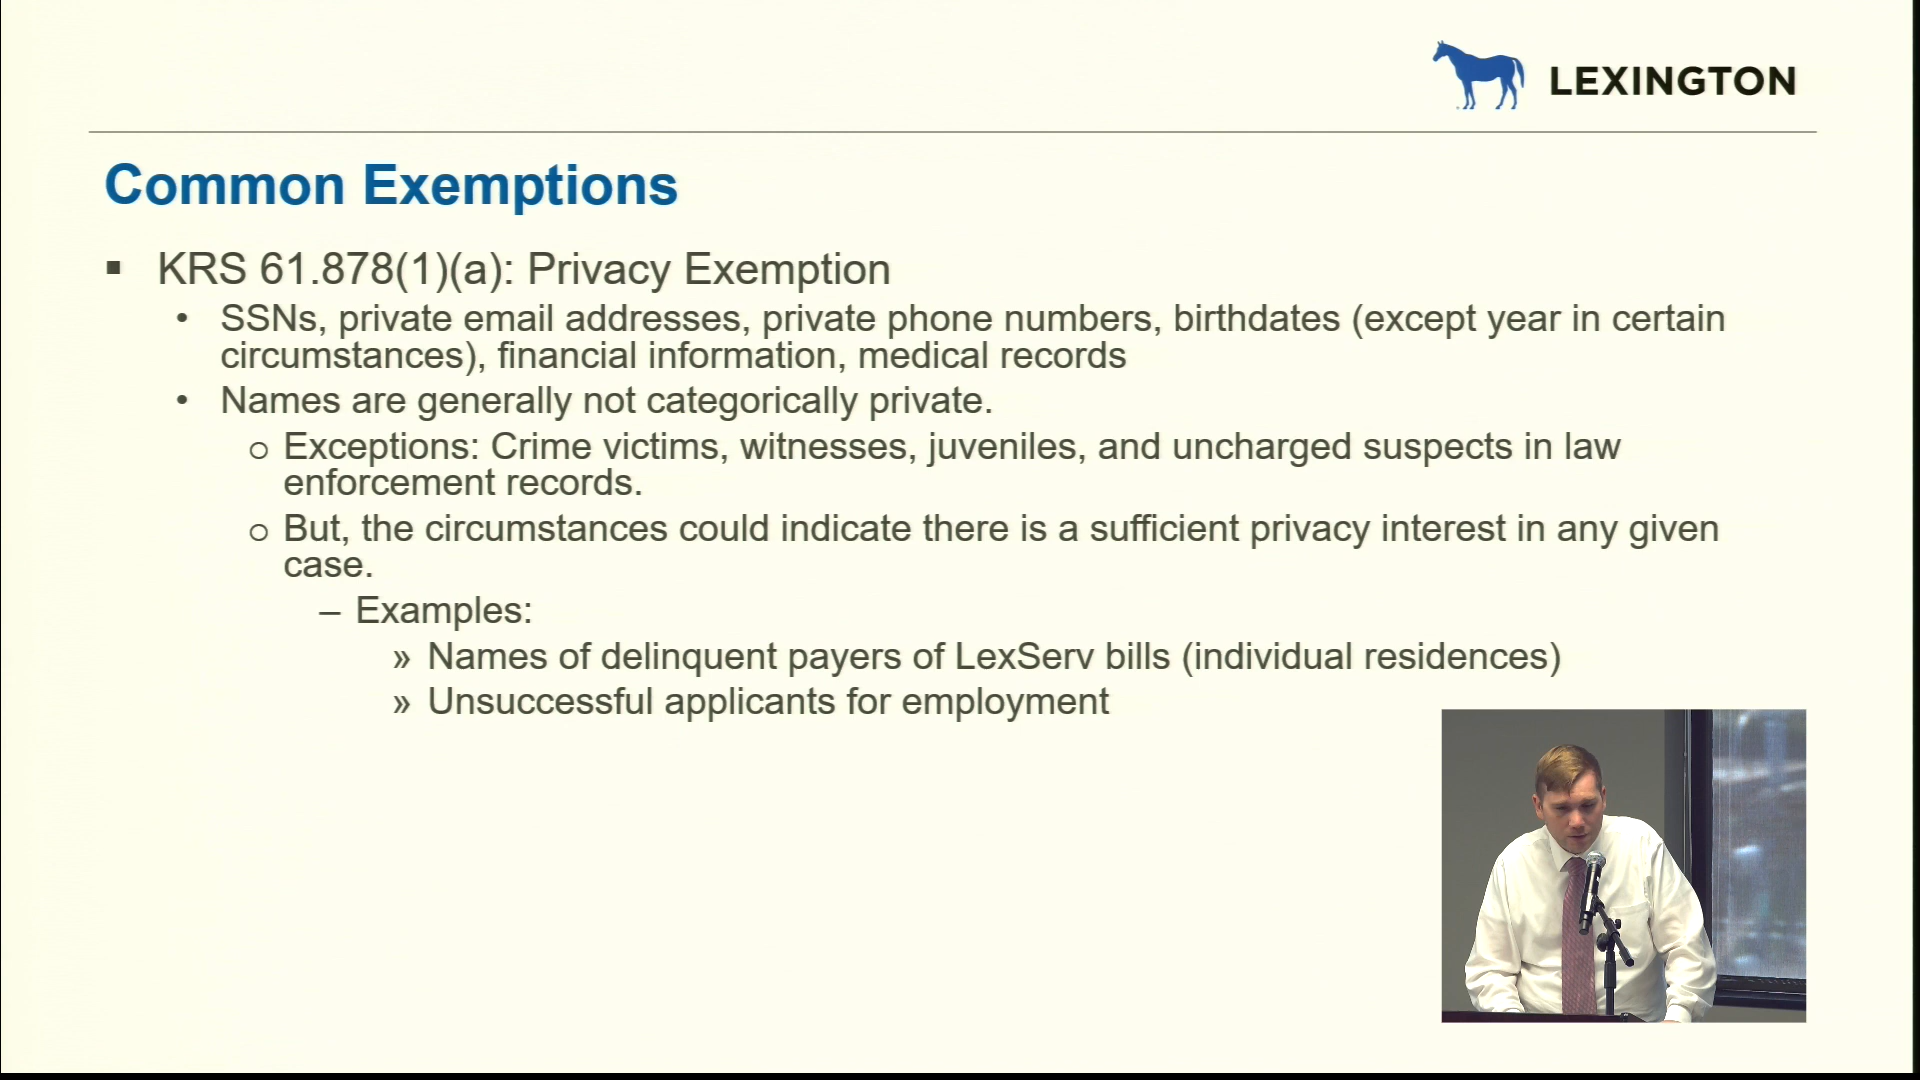 LEXINGTON
Common Exemptions
▪ KRS 61.878(1)(a): Privacy Exemption
• SSNs, private email addresses, private phone numbers, birthdates (except year in certain
circumstances), financial information, medical records
• Names are generally not categorically private.
o Exceptions: Crime victims, witnesses, juveniles, and uncharged suspects in law
enforcement records.
o But, the circumstances could indicate there is a sufficient privacy interest in any given
case.
– Examples:
» Names of delinquent payers of LexServ bills (individual residences)
» Unsuccessful applicants for employment